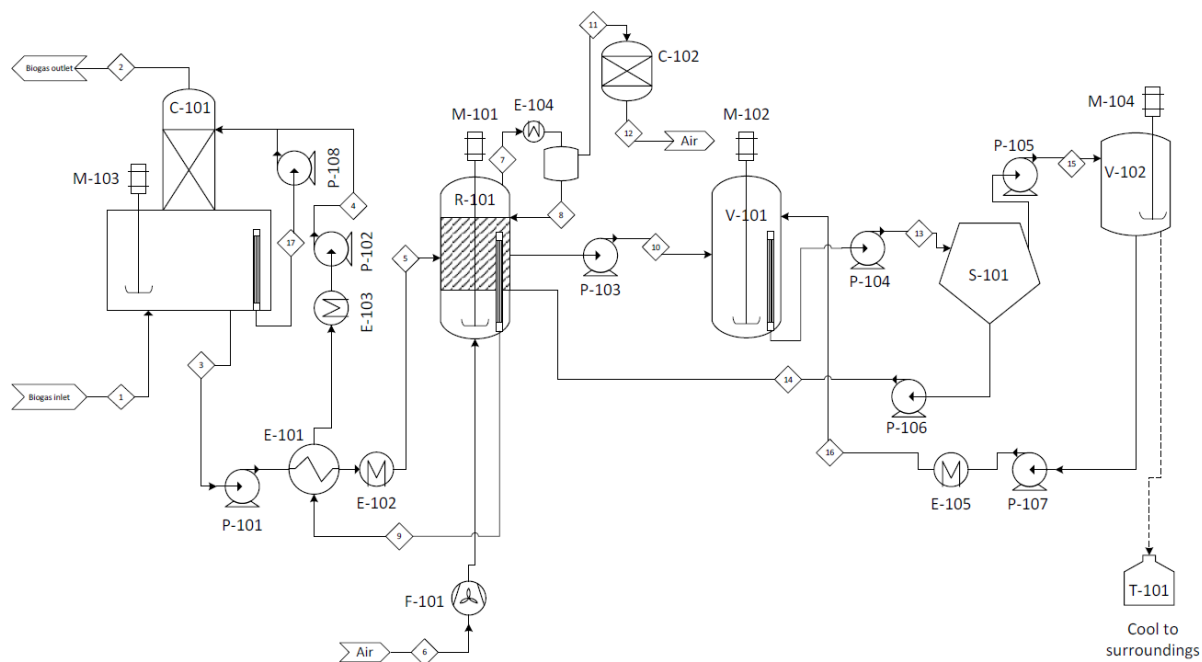 11
Biogas outlet
2
C-102
C-101
M-101
E-104
M-102
M-104
7
12
Air
M-103
P-108
P-105
15
V-102
R-101
4
8
V-101
17
P-102
5
10
13
P-103
P-104
S-101
E-103
3
14
Biogas inlet
1
P-106
E-101
16
E-102
P-101
E-105
P-107
9
F-101
T-101
Air
6
Cool to
surroundings